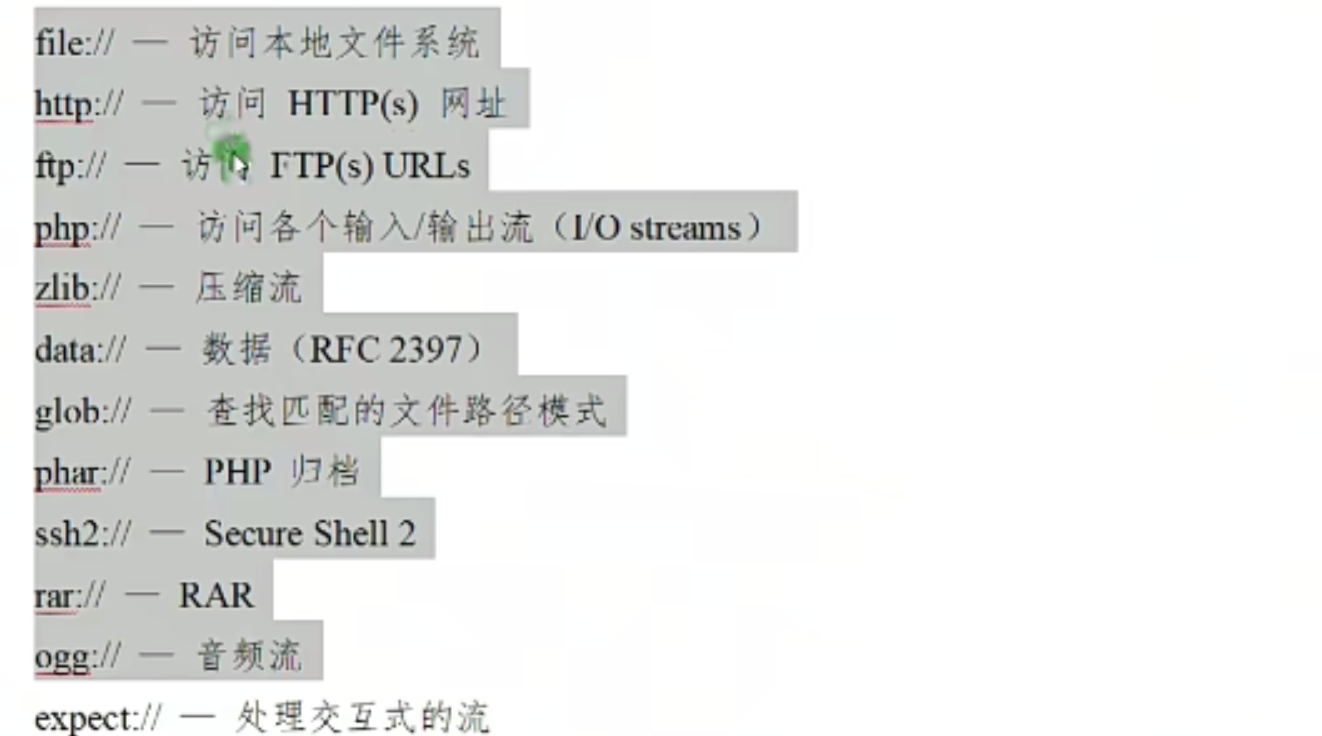 file:// — 访问本地文件系统
http:// — 访问 HTTP(s) 网址
ftp:// — 访问 FTP(s) URLs
php:// — 访问各个输入/输出流（I/O streams）
zlib:// — 压缩流
data:// — 数据（RFC 2397）
glob:// — 查找匹配的文件路径模式
phar:// — PHP 归档
ssh2:// — Secure Shell 2
rar:// — RAR
ogg:// — 音频流
expect:// — 处理交互式的流